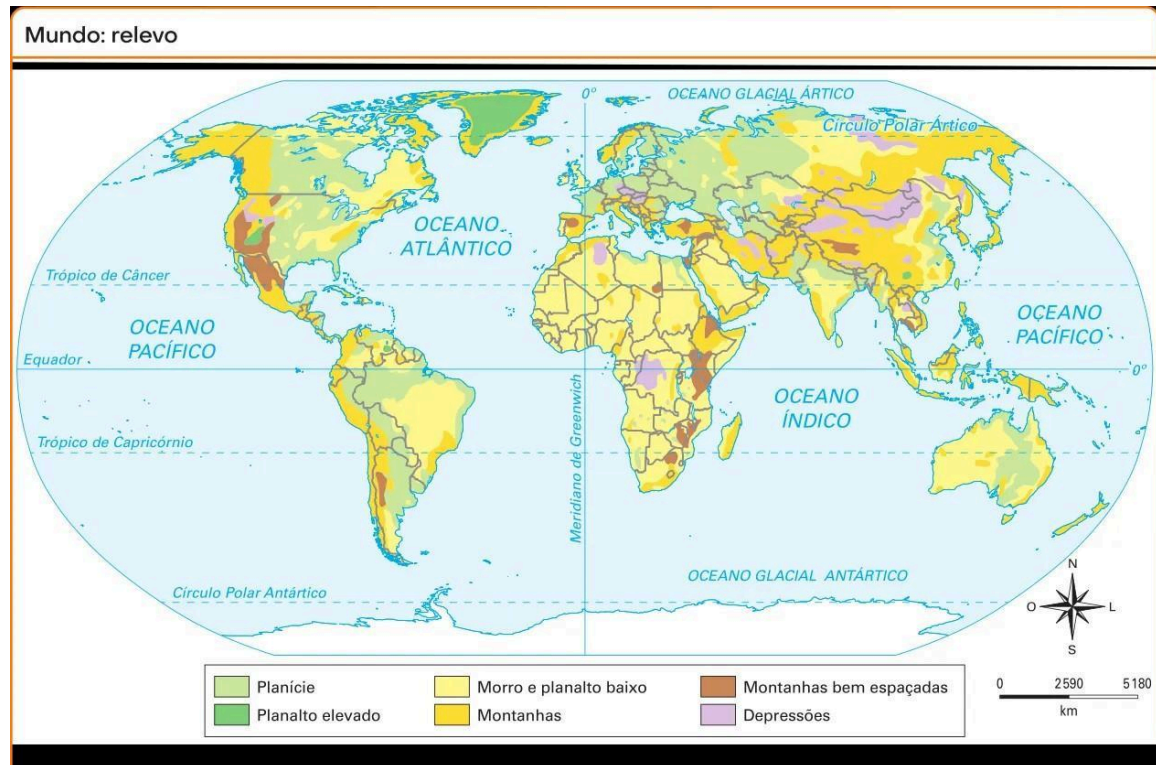 Mundo: relevo
0º
OCEANO GLACIAL ÁRTICO
Círculo Polar Ártico
OCEANO
ATLÂNTICO
Trópico de Câncer
OCEANO
PACÍFICO
OCEANO
PACÍFICO
Equador
0º
OCEANO
ÍNDICO
Trópico de Capricórnio
Meridiano de Greenwich
OCEANO GLACIAL ANTÁRTICO
Círculo Polar Antártico
N
O
L
S
Planície
Morro e planalto baixo
Montanhas bem espaçadas
Planalto elevado
Montanhas
Depressões
0 2590 5180
km